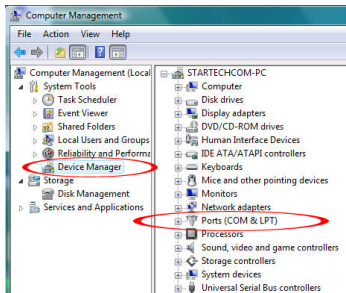 Computer Management
File Action View Help
Computer Management (Local
System Tools
Task Scheduler
Event Viewer
Shared Folders
Local Users and Groups
Reliability and Performa
Device Manager
Storage
Disk Management
Services and Applications
STARTECHCOM-PC
Computer
Disk drives
Display adapters
DVD/CD-ROM drives
Human Interface Devices
IDE ATA/ATAPI controllers
Keyboards
Mice and other pointing devices
Monitors
Network adapters
Ports (COM & LPT)
Processors
Sound, video and game controllers
Storage controllers
System devices
Universal Serial Bus controllers